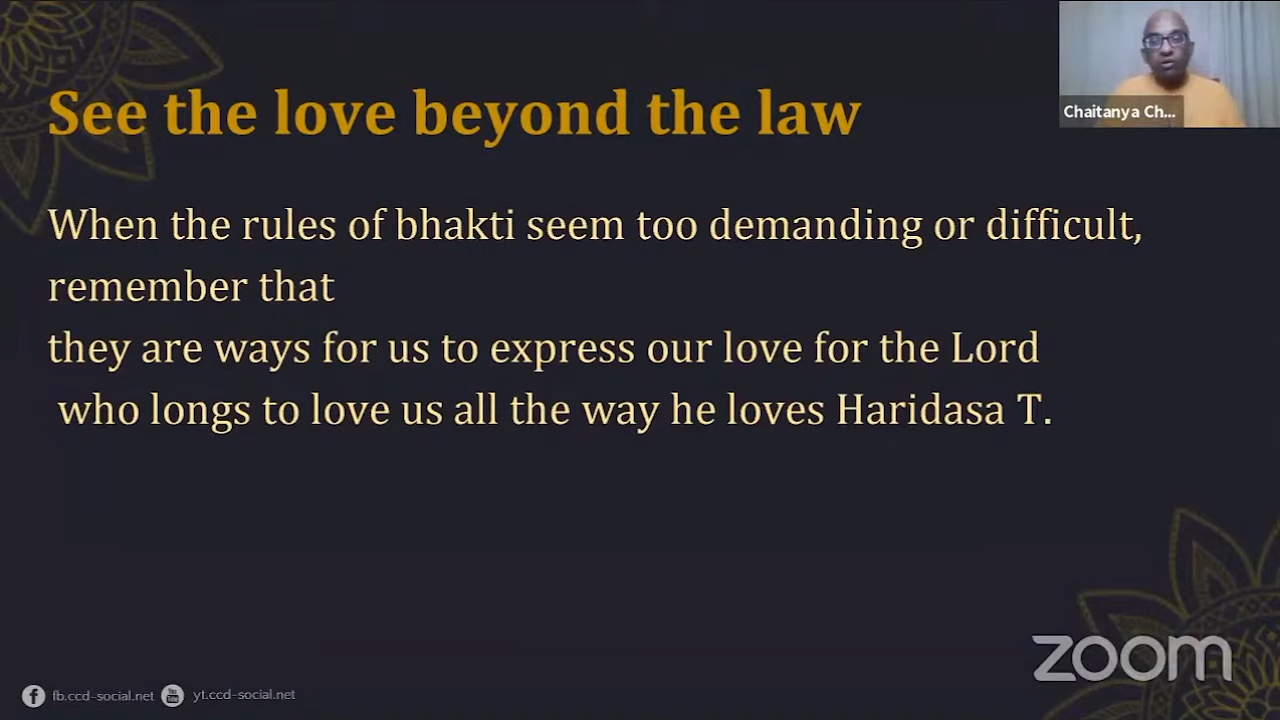 See the love beyond the law
Chaitanya Ch...
When the rules of bhakti seem too demanding or difficult,
remember that
they are ways for us to express our love for the Lord
who longs to love us all the way he loves Haridasa T.
zoom
fb.ccd-social.net
You Tube
yt.ccd-social.net